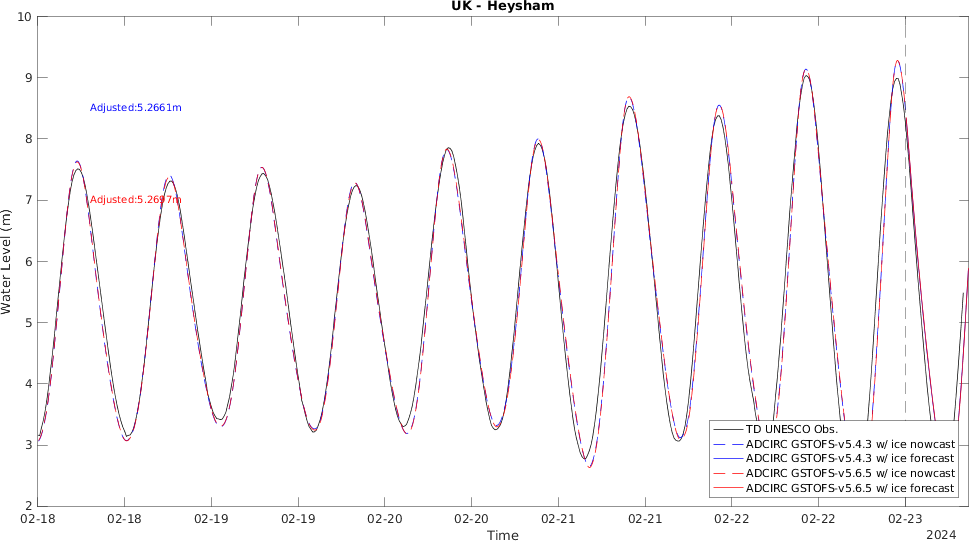 UK - Heysham
10
9
8
7
6
5
4
3
2
Water Level (m)
Adjusted:5.2661m
Adjusted:5.2697m
TD UNESCO Obs.
ADCIRC GSTOFS-v5.4.3 w/ ice nowcast
ADCIRC GSTOFS-v5.4.3 w/ ice forecast
ADCIRC GSTOFS-v5.6.5 w/ ice nowcast
ADCIRC GSTOFS-v5.6.5 w/ ice forecast
02-18 02-18 02-19 02-19 02-20 02-20 02-21 02-21 02-22 02-22 02-23
Time
2024